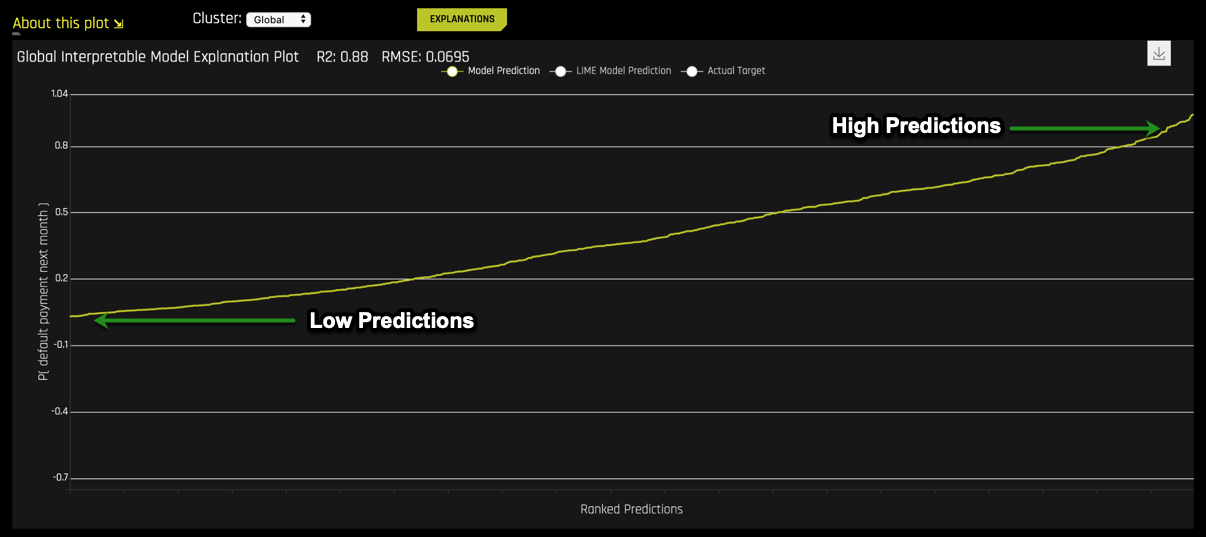 About this plot
Cluster: Global
EXPLANATIONS
Global Interpretable Model Explanation Plot R2: 0.88 RMSE: 0.0695
Model Prediction LIME Model Prediction Actual Target
1.04
High Predictions
0.8
P( default payment next month )
0.5
0.2
Low Predictions
-0.1
-0.4
-0.7
Ranked Predictions